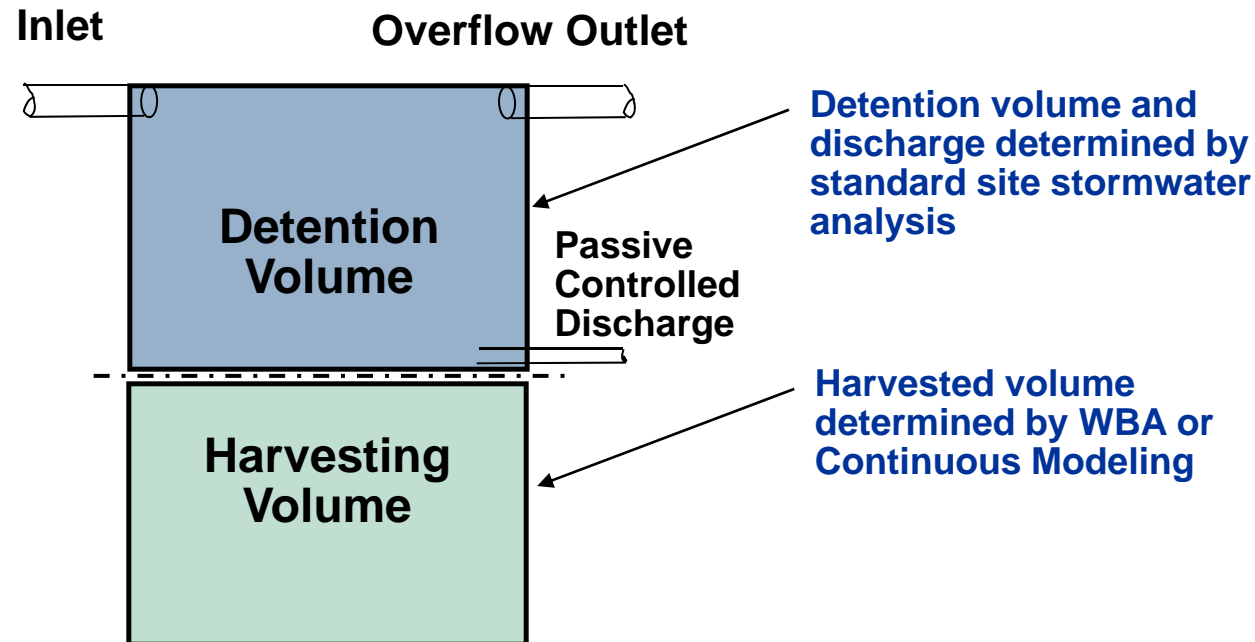 Inlet
Overflow Outlet
Detention volume and
discharge determined by
standard site stormwater
analysis
Detention
Volume
Passive
Controlled
Discharge
Harvested volume
determined by WBA or
Continuous Modeling
Harvesting
Volume